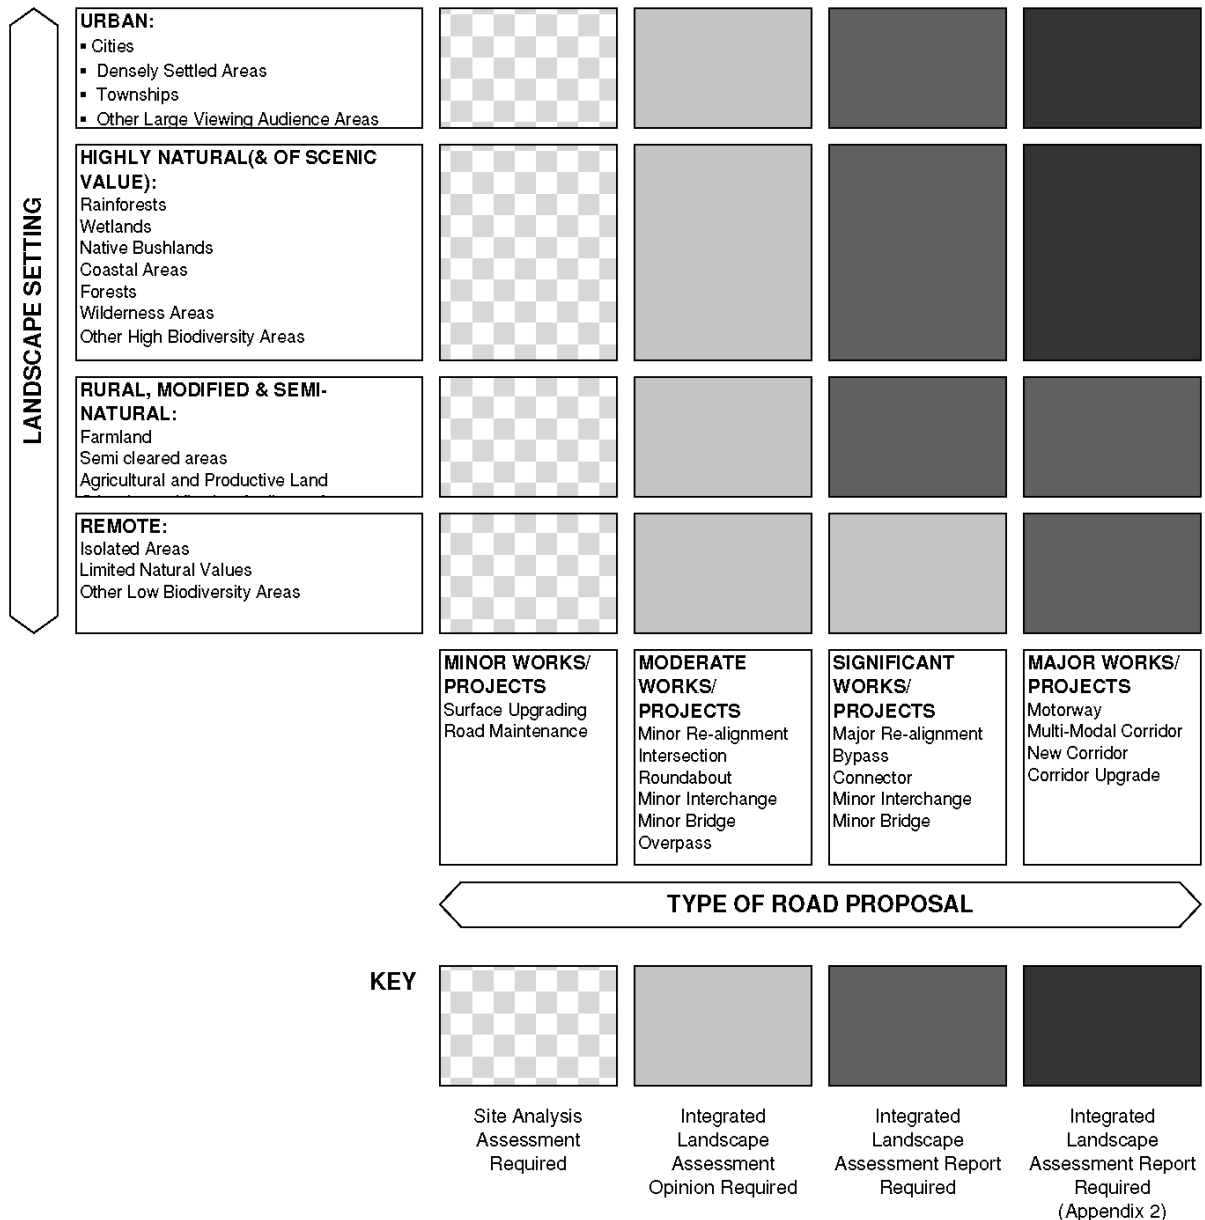 LANDSCAPE SETTING
URBAN:
▪ Cities
▪ Densely Settled Areas
▪ Townships
▪ Other Large Viewing Audience Areas
HIGHLY NATURAL(& OF SCENIC
VALUE):
Rainforests
Wetlands
Native Bushlands
Coastal Areas
Forests
Wilderness Areas
Other High Biodiversity Areas
RURAL, MODIFIED & SEMI-
NATURAL:
Farmland
Semi cleared areas
Agricultural and Productive Land
REMOTE:
Isolated Areas
Limited Natural Values
Other Low Biodiversity Areas
MINOR WORKS/
PROJECTS
Surface Upgrading
Road Maintenance
MODERATE
WORKS/
PROJECTS
Minor Re-alignment
Intersection
Roundabout
Minor Interchange
Minor Bridge
Overpass
SIGNIFICANT
WORKS/
PROJECTS
Major Re-alignment
Bypass
Connector
Minor Interchange
Minor Bridge
MAJOR WORKS/
PROJECTS
Motorway
Multi-Modal Corridor
New Corridor
Corridor Upgrade
TYPE OF ROAD PROPOSAL
KEY
Site Analysis
Assessment
Required
Integrated
Landscape
Assessment
Opinion Required
Integrated
Landscape
Assessment Report
Required
Integrated
Landscape
Assessment Report
Required
(Appendix 2)